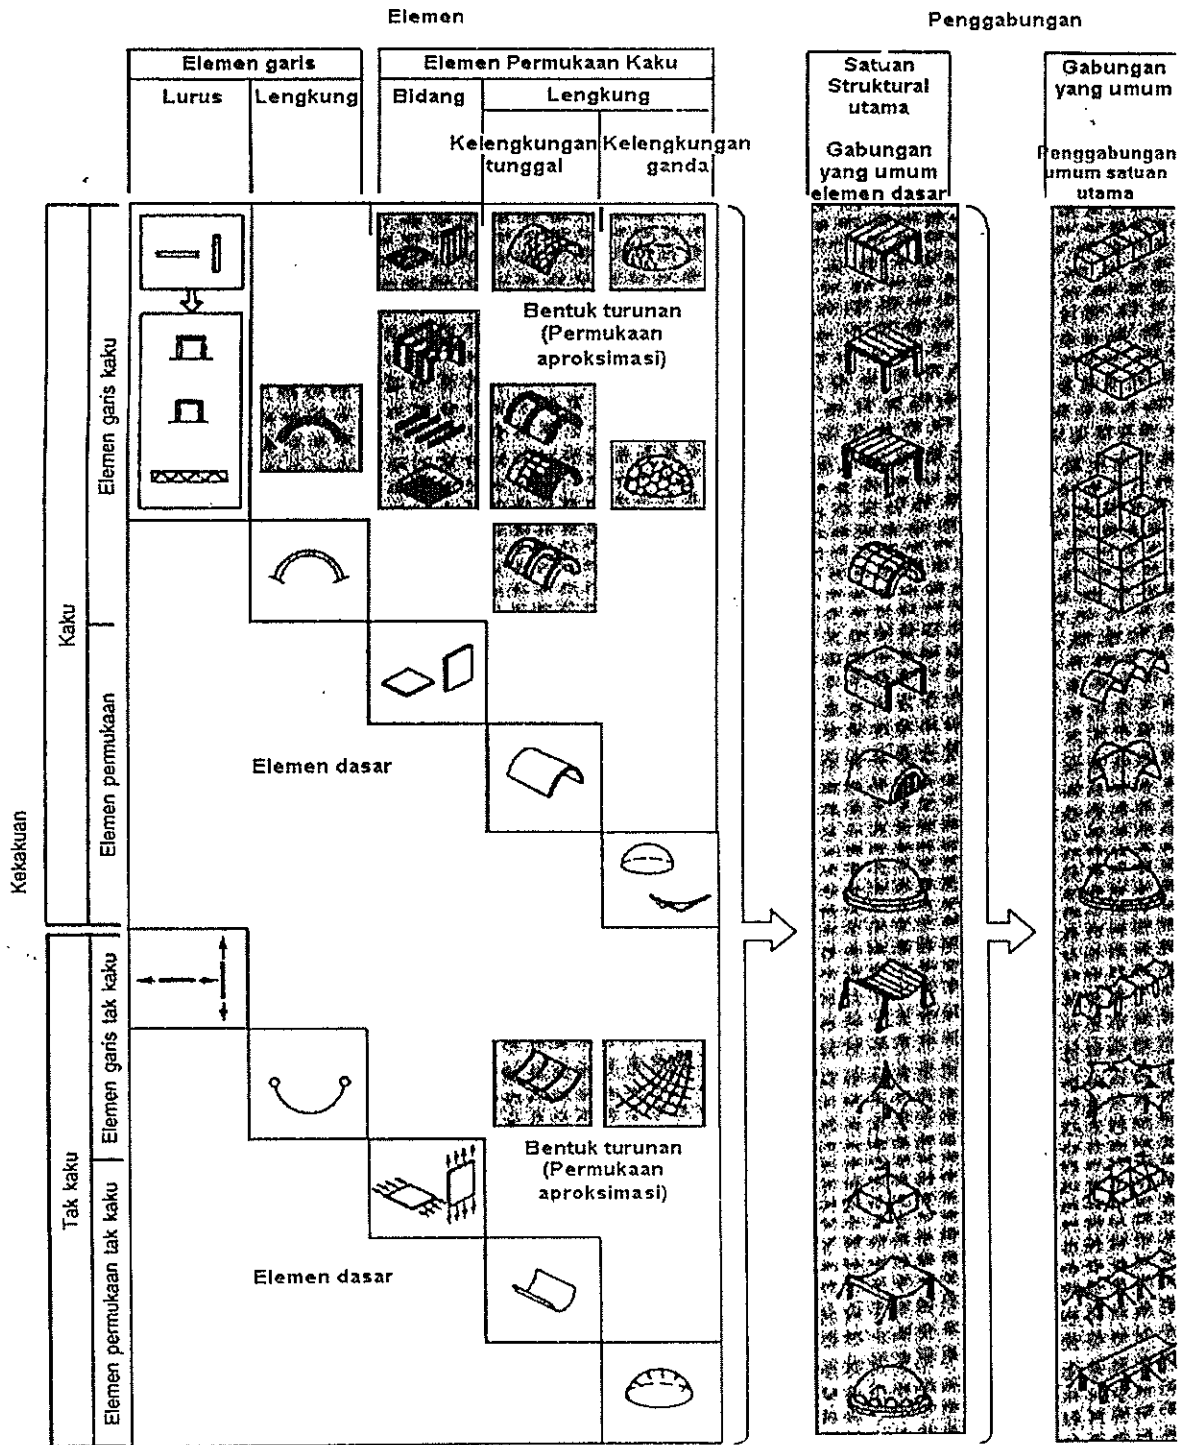 Elemen
Penggabungan
Elemen garis
Elemen Permukaan Kaku
Lurus
Lengkung
Bidang
Lengkung
Kelengkungan
tunggal
Kelengkungan
ganda
Satuan
Struktural
utama
Gabungan
yang umum
elemen dasar
Gabungan
yang umum
Penggabungan
umum satuan
utama
Kekakuan
Kaku
Elemen garis kaku
Bentuk turunan
(Permukaan
aproksimasi)
Elemen permukaan
Elemen dasar
Tak kaku
Elemen garis tak kaku
Bentuk turunan
(Permukaan
aproksimasi)
Elemen permukaan tak kaku
Elemen dasar